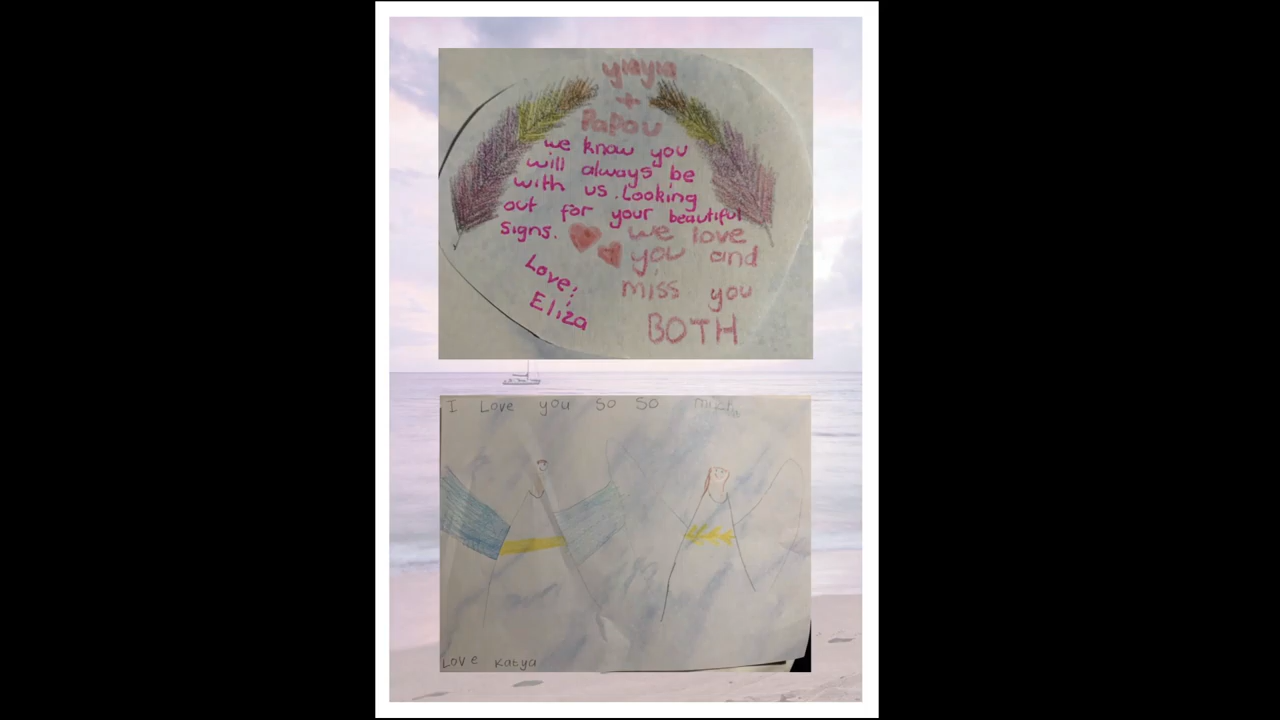 yiayia
+
Papou
we know you
will always be
with us. Looking
out for your beautiful
signs.
we love
you and
miss you
BOTH
Love:
Eliza
I Love you so so
Love Katya